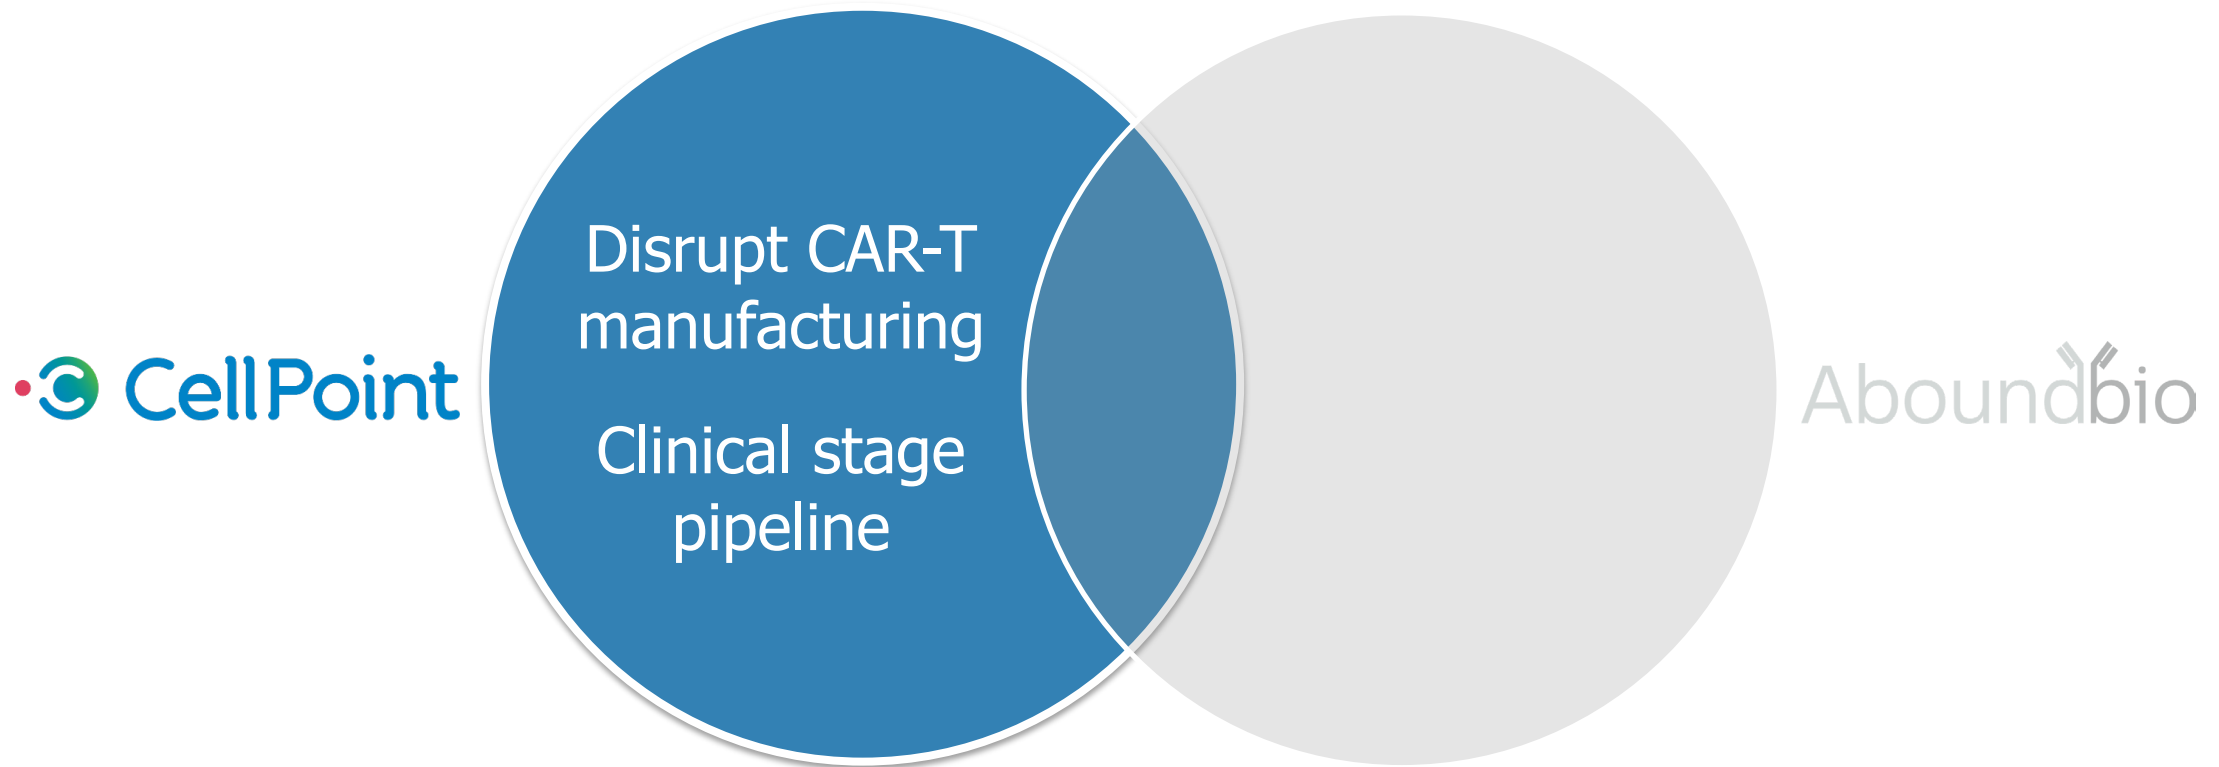 CellPoint
Disrupt CAR-T
manufacturing
Clinical stage
pipeline
Aboundbio